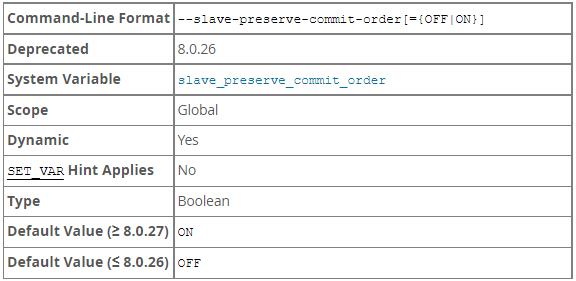 Command-Line Format --slave-preserve-commit-order[={OFF|ON}]
Deprecated 8.0.26
System Variable slave_preserve_commit_order
Scope Global
Dynamic Yes
SET_VAR Hint Applies No
Type Boolean
Default Value (≥ 8.0.27) ON
Default Value (≤ 8.0.26) OFF